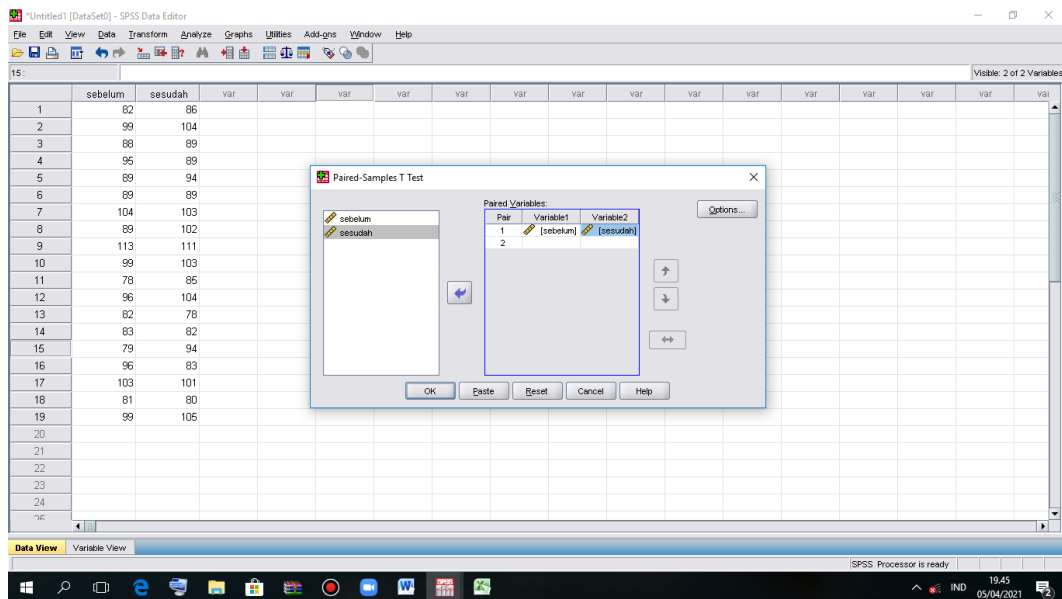 *Untitled1 [DataSet0] - SPSS Data Editor
File Edit View Data Transform Analyze Graphs Utilities Add-ons Window Help
15 :
Visible: 2 of 2 Variables
sebelum sesudah var var var var var var var var var var var var var var
1 82 86
2 99 104
3 88 89
4 95 89
5 89 94
6 89 89
7 104 103
8 89 102
9 113 111
10 99 103
11 78 85
12 96 104
13 82 78
14 83 82
15 79 94
16 96 83
17 103 101
18 81 80
19 99 105
20
21
22
23
24
Paired-Samples T Test
sebelum
sesudah
Paired Variables:
Pair Variable1 Variable2
1 [sebelum] [sesudah]
2
Options...
OK Paste Reset Cancel Help
Data View Variable View
SPSS Processor is ready
IND
19.45
05/04/2021